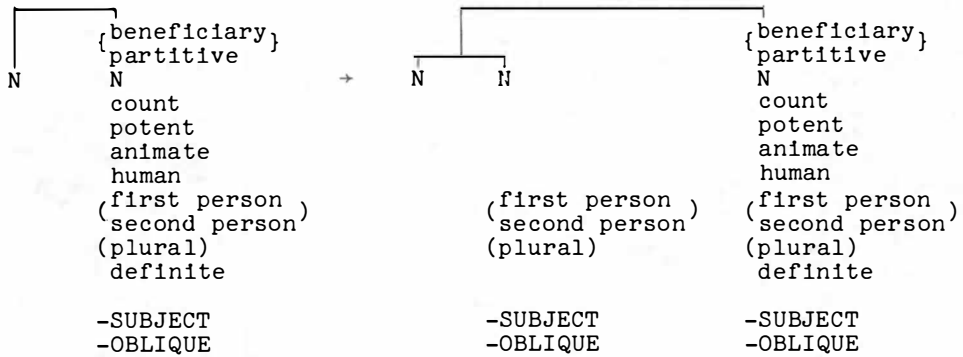 {beneficiary} {beneficiary}
partitive partitive
N N → N N N
count count
potent potent
animate animate
human human
(first person (first person (first person
second person) second person) second person)
(plural) (plural) (plural)
definite definite
-SUBJECT -SUBJECT -SUBJECT
-OBLIQUE -OBLIQUE -OBLIQUE